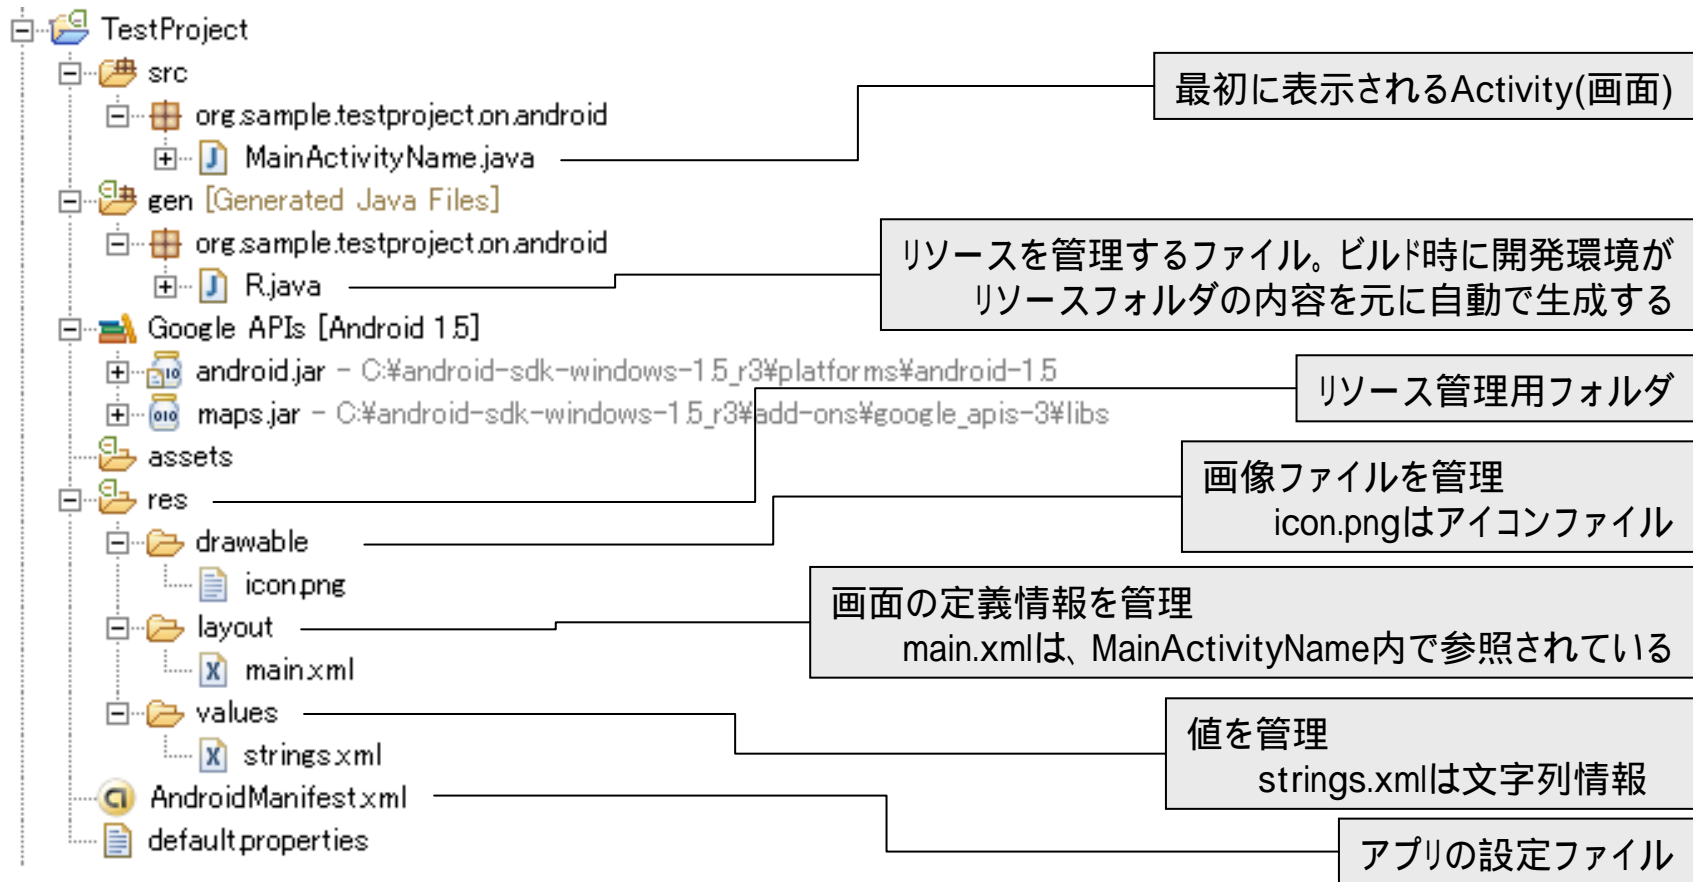 TestProject
src
最初に表示されるActivity(画面)
org.sample.testproject.on.android
MainActivityName.java
gen [Generated Java Files]
org.sample.testproject.on.android
リソースを管理するファイル。ビルド時に開発環境が
リソースフォルダの内容を元に自動で生成する
R.java
Google APIs [Android 1.5]
android.jar - C:¥android-sdk-windows-1.5_r3¥platforms¥android-1.5
リソース管理用フォルダ
maps.jar - C:¥android-sdk-windows-1.5_r3¥add-ons¥google_apis-3¥libs
assets
res
画像ファイルを管理
icon.pngはアイコンファイル
drawable
icon.png
画面の定義情報を管理
main.xmlは、MainActivityName内で参照されている
layout
main.xml
values
値を管理
strings.xmlは文字列情報
strings.xml
AndroidManifest.xml
default.properties
アプリの設定ファイル